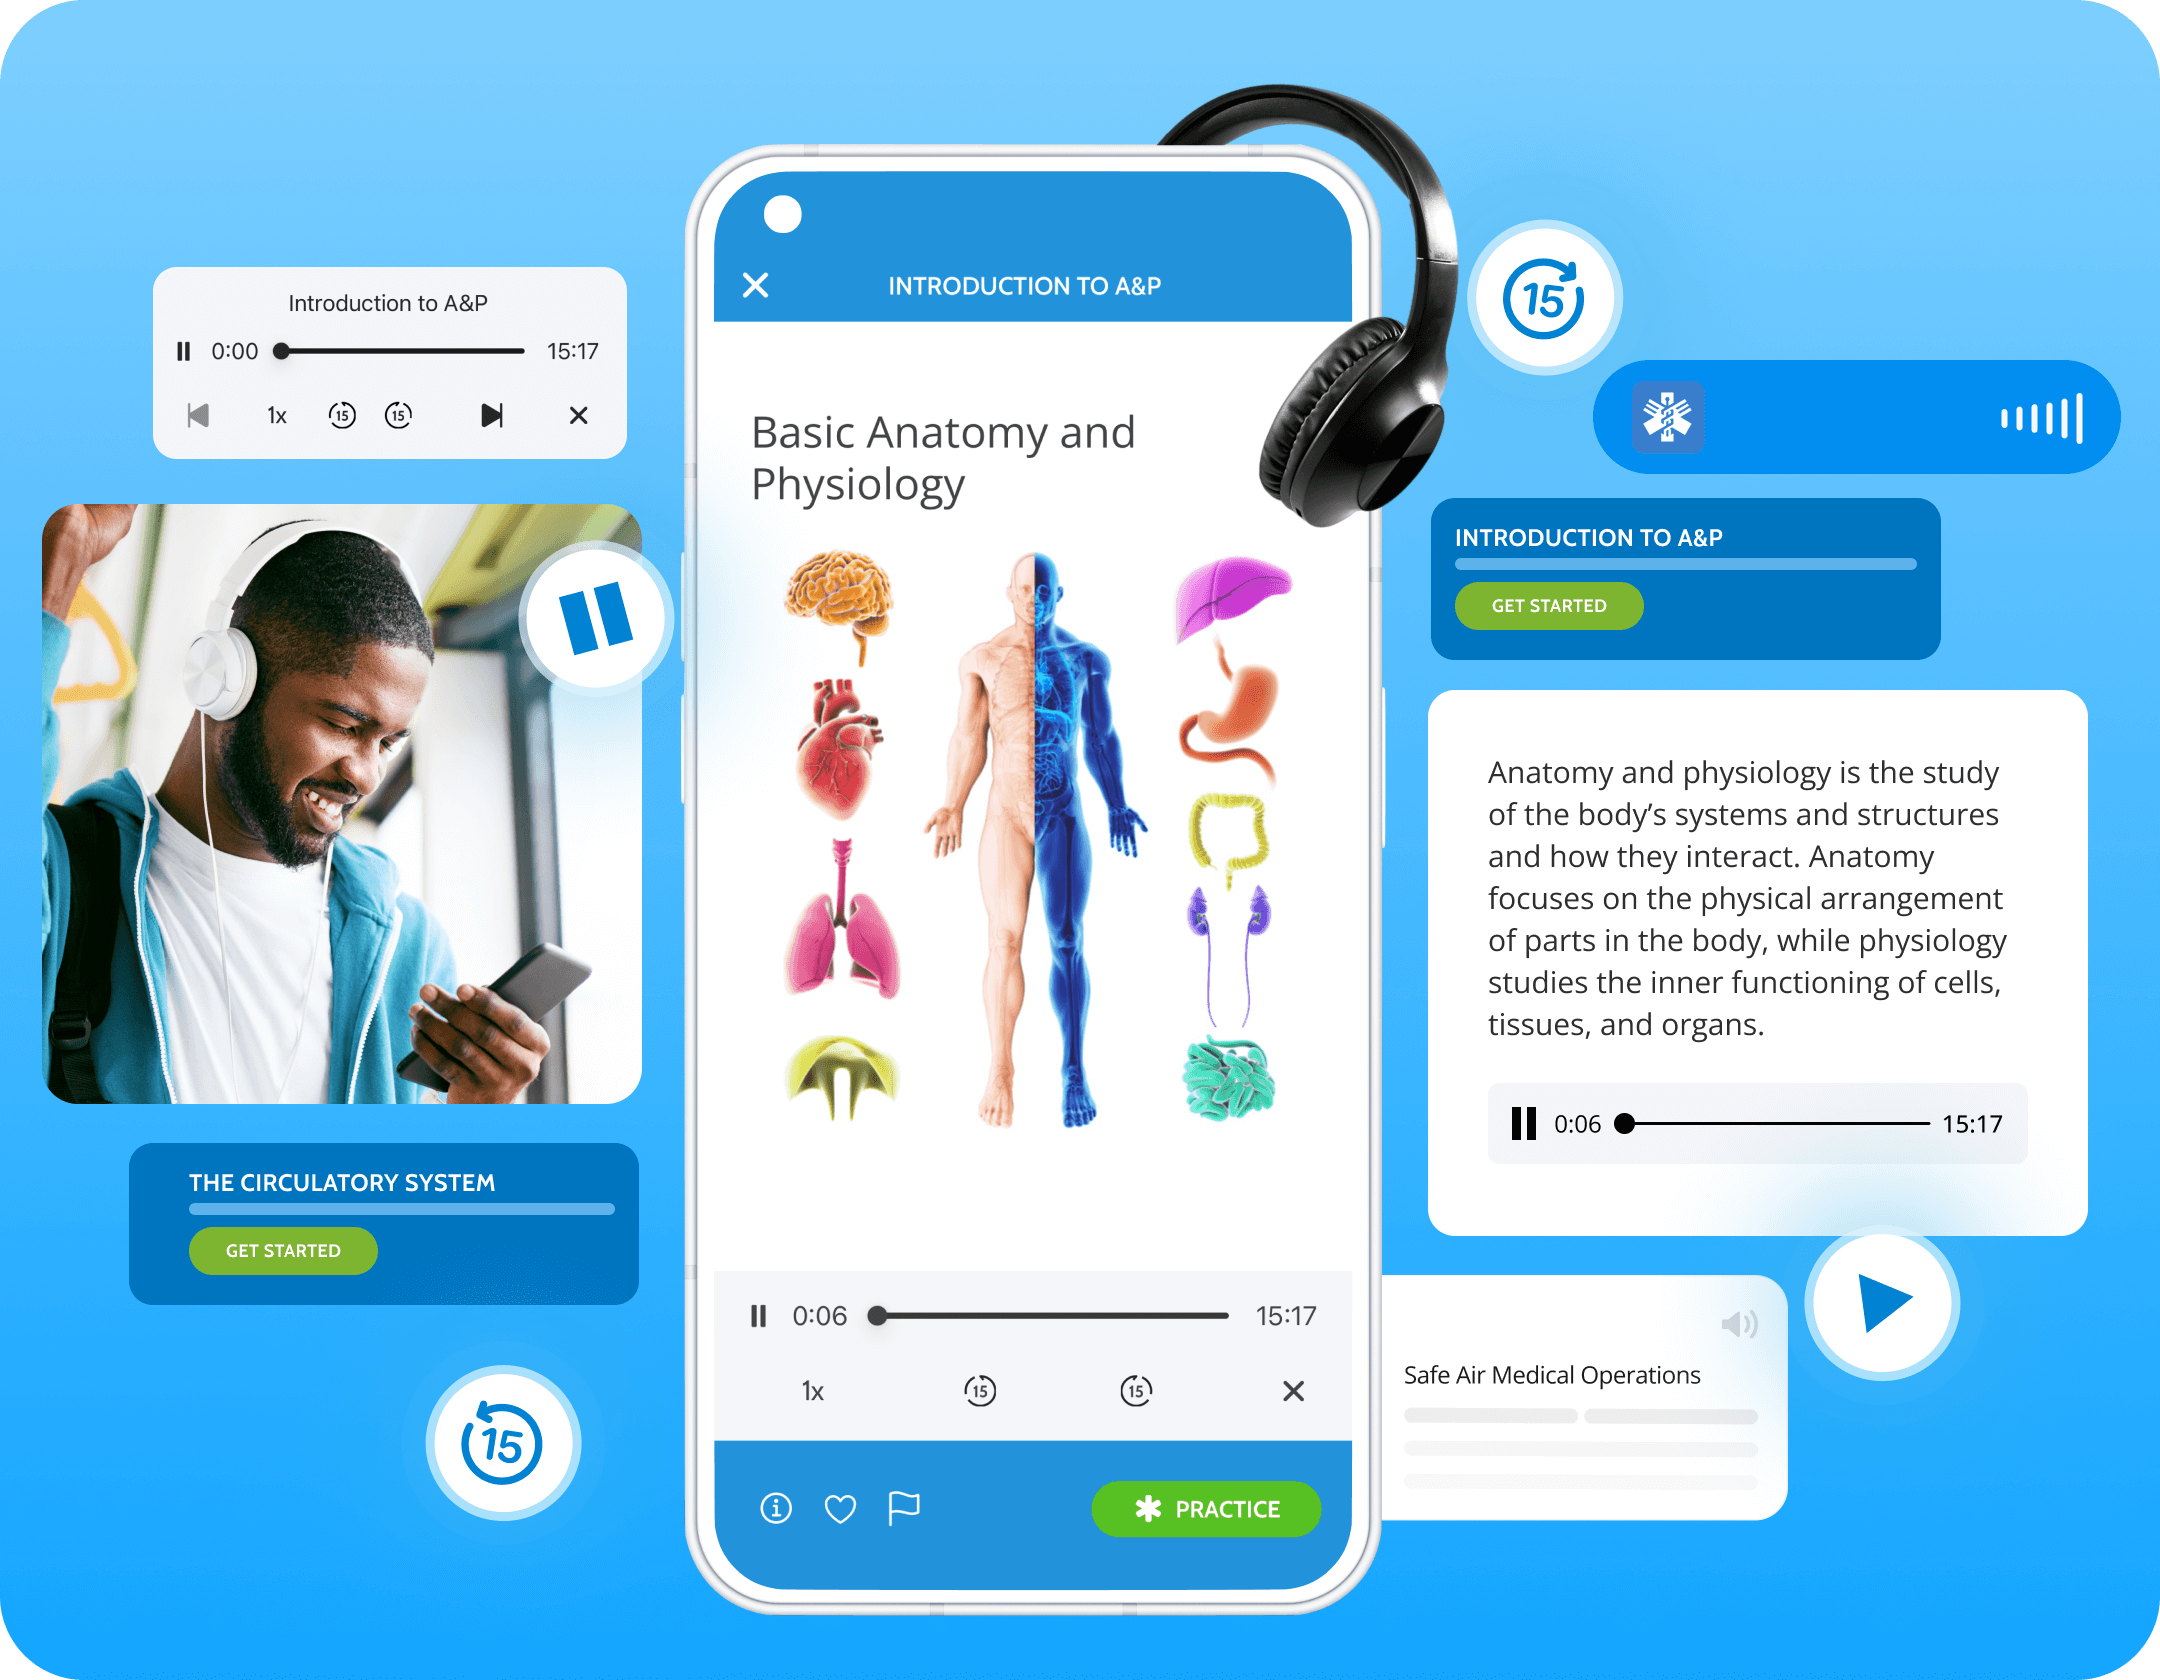 Introduction to A&P
0:00 15:17
1x 15 15
THE CIRCULATORY SYSTEM
GET STARTED
15
INTRODUCTION TO A&P
Basic Anatomy and
Physiology
0:06 15:17
1x 15 15
PRACTICE
15
INTRODUCTION TO A&P
GET STARTED
Anatomy and physiology is the study
of the body’s systems and structures
and how they interact. Anatomy
focuses on the physical arrangement
of parts in the body, while physiology
studies the inner functioning of cells,
tissues, and organs.
0:06 15:17
Safe Air Medical Operations